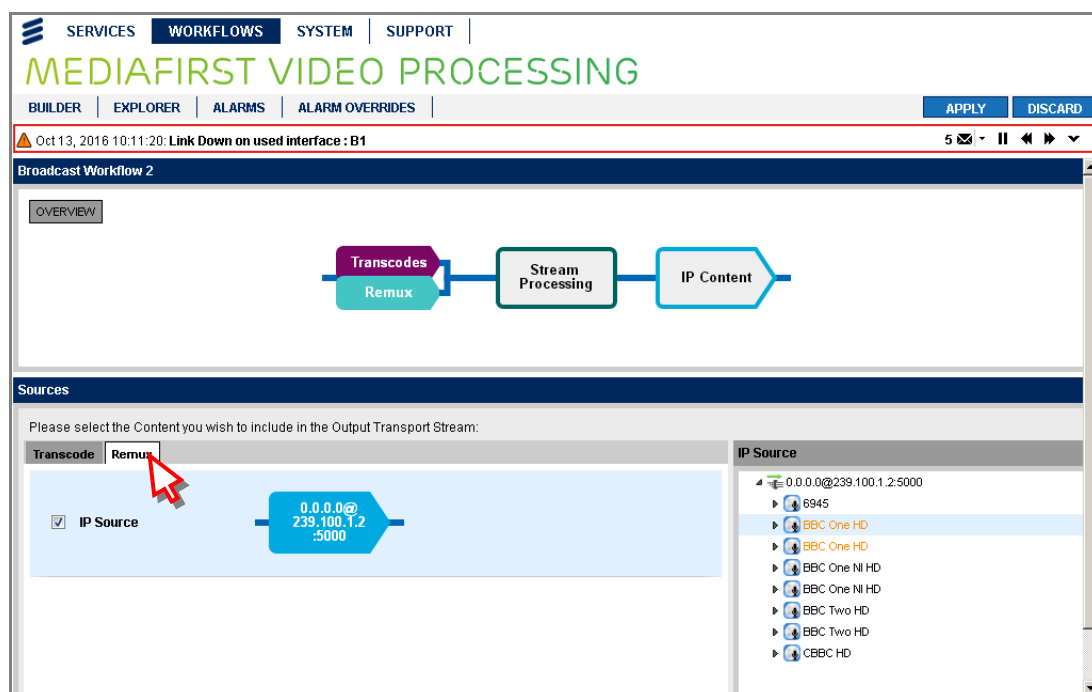 SERVICES WORKFLOWS SYSTEM SUPPORT
MEDIAFIRST VIDEO PROCESSING
BUILDER EXPLORER ALARMS ALARM OVERRIDES APPLY DISCARD
Oct 13, 2016 10:11:20: Link Down on used interface : B1 5
Broadcast Workflow 2
OVERVIEW
Transcodes
Remux
Stream
Processing
IP Content
Sources
Please select the Content you wish to include in the Output Transport Stream:
Transcode Remux
IP Source
0.0.0.0@
239.100.1.2
:5000
IP Source
0.0.0.0@239.100.1.2:5000
6945
BBC One HD
BBC One HD
BBC One NI HD
BBC One NI HD
BBC Two HD
BBC Two HD
CBBC HD